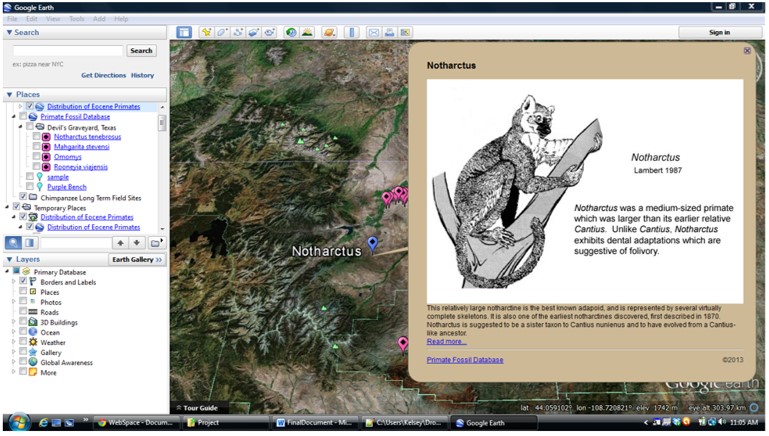 Google Earth
File Edit View Tools Add Help
Search
Search
Sign in
ex: pizza near NYC
Get Directions History
Places
Distribution of Eocene Primates
Primate Fossil Database
Devil's Graveyard, Texas
Notharctus tenebrosus
Mahgarita stevensi
Omomys
Rooneyia viajensis
sample
Purple Bench
Chimpanzee Long Term Field Sites
Temporary Places
Distribution of Eocene Primates
Distribution of Eocene Primates
Layers
Earth Gallery >>
Primary Database
Borders and Labels
Places
Photos
Roads
3D Buildings
Ocean
Weather
Gallery
Global Awareness
More
Notharctus
Notharctus
Notharctus
Lambert 1987
Notharctus was a medium-sized primate
which was larger than its earlier relative
Cantius. Unlike Cantius, Notharctus
exhibits dental adaptations which are
suggestive of folivory.
This relatively large notharctine is the best known adapoid, and is represented by several virtually
complete skeletons. It is also one of the earliest notharctines discovered, first described in 1870.
Notharctus is suggested to be a sister taxon to Cantius nunienus and to have evolved from a Cantius-
like ancestor.
Read more...
Primate Fossil Database
©2013
Google earth
Tour Guide
lat 44.059102° lon -108.720821° elev 1742 m eye alt 303.97 km
WebSpace - Docum...
Project
FinalDocument - Mi...
C:\Users\Kelsey\Dro...
Google Earth
11:05 AM